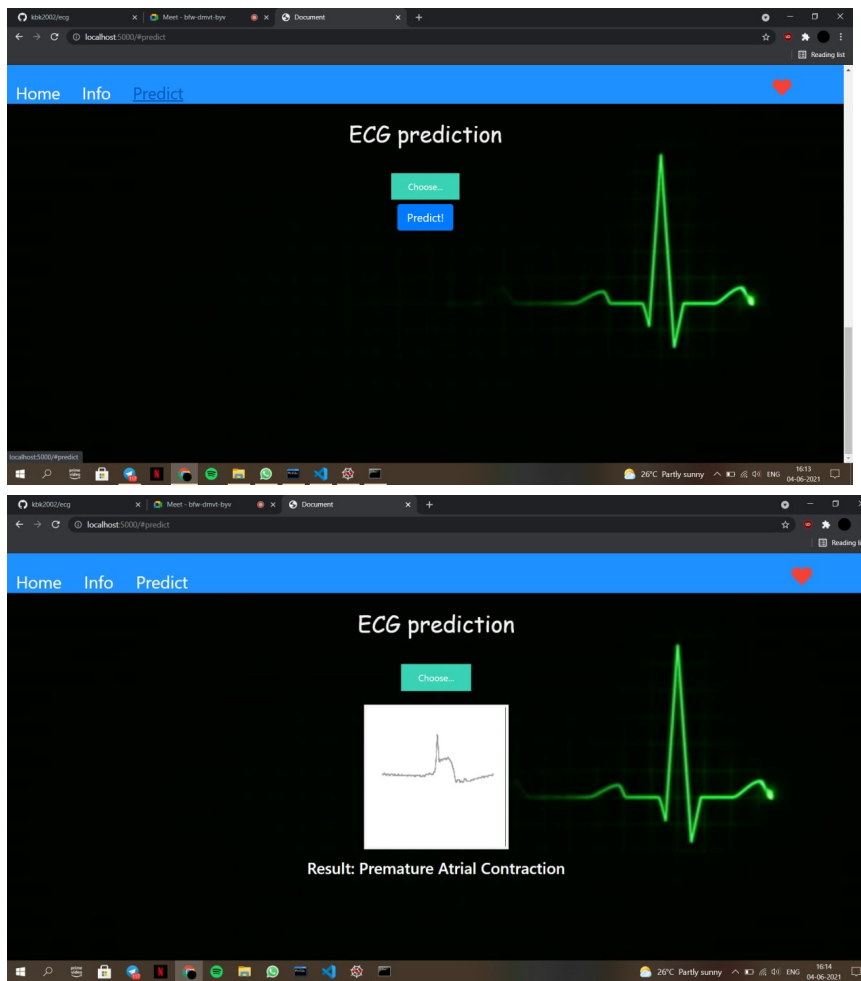 kbk2002/ecg
Meet - bfw-dmvt-byv
Document
localhost:5000/#predict
Reading list
Home Info Predict
ECG prediction
Choose...
Predict!
localhost:5000/#predict
26°C Partly sunny
ENG
16:13
04-06-2021
kbk2002/ecg
Meet - bfw-dmvt-byv
Document
localhost:5000/#predict
Reading li
Home Info Predict
ECG prediction
Choose...
Result: Premature Atrial Contraction
26°C Partly sunny
ENG
16:14
04-06-2021